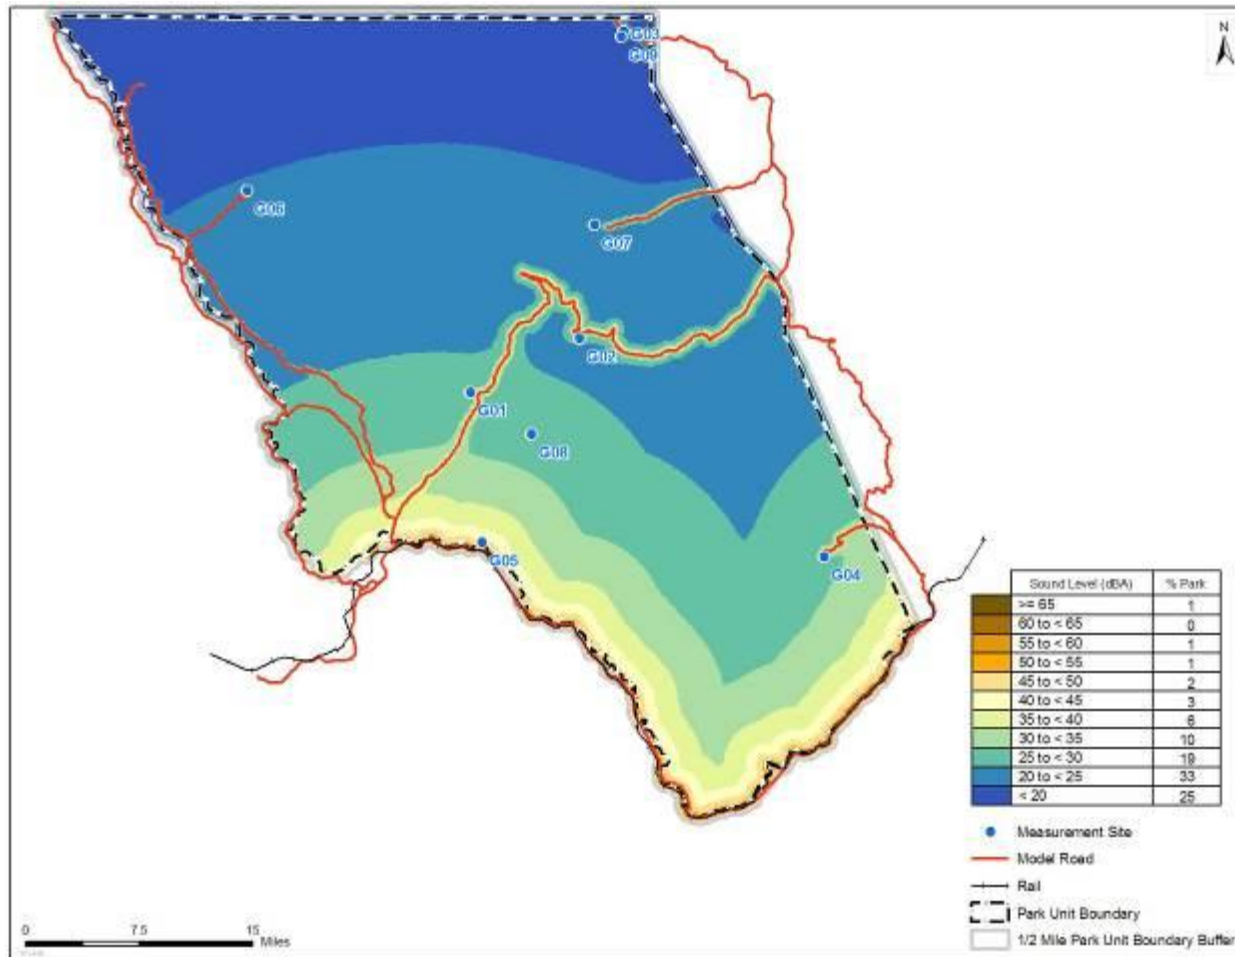 N
G03
G09
G06
G07
G02
G01
G08
G05
G04
Sound Level (dBA) % Park
>= 65 1
60 to < 65 0
55 to < 60 1
50 to < 55 1
45 to < 50 2
40 to < 45 3
35 to < 40 6
30 to < 35 10
25 to < 30 19
20 to < 25 33
< 20 25
Measurement Site
Model Road
Rail
Park Unit Boundary
1/2 Mile Park Unit Boundary Buffer
0 7.5 15
Miles